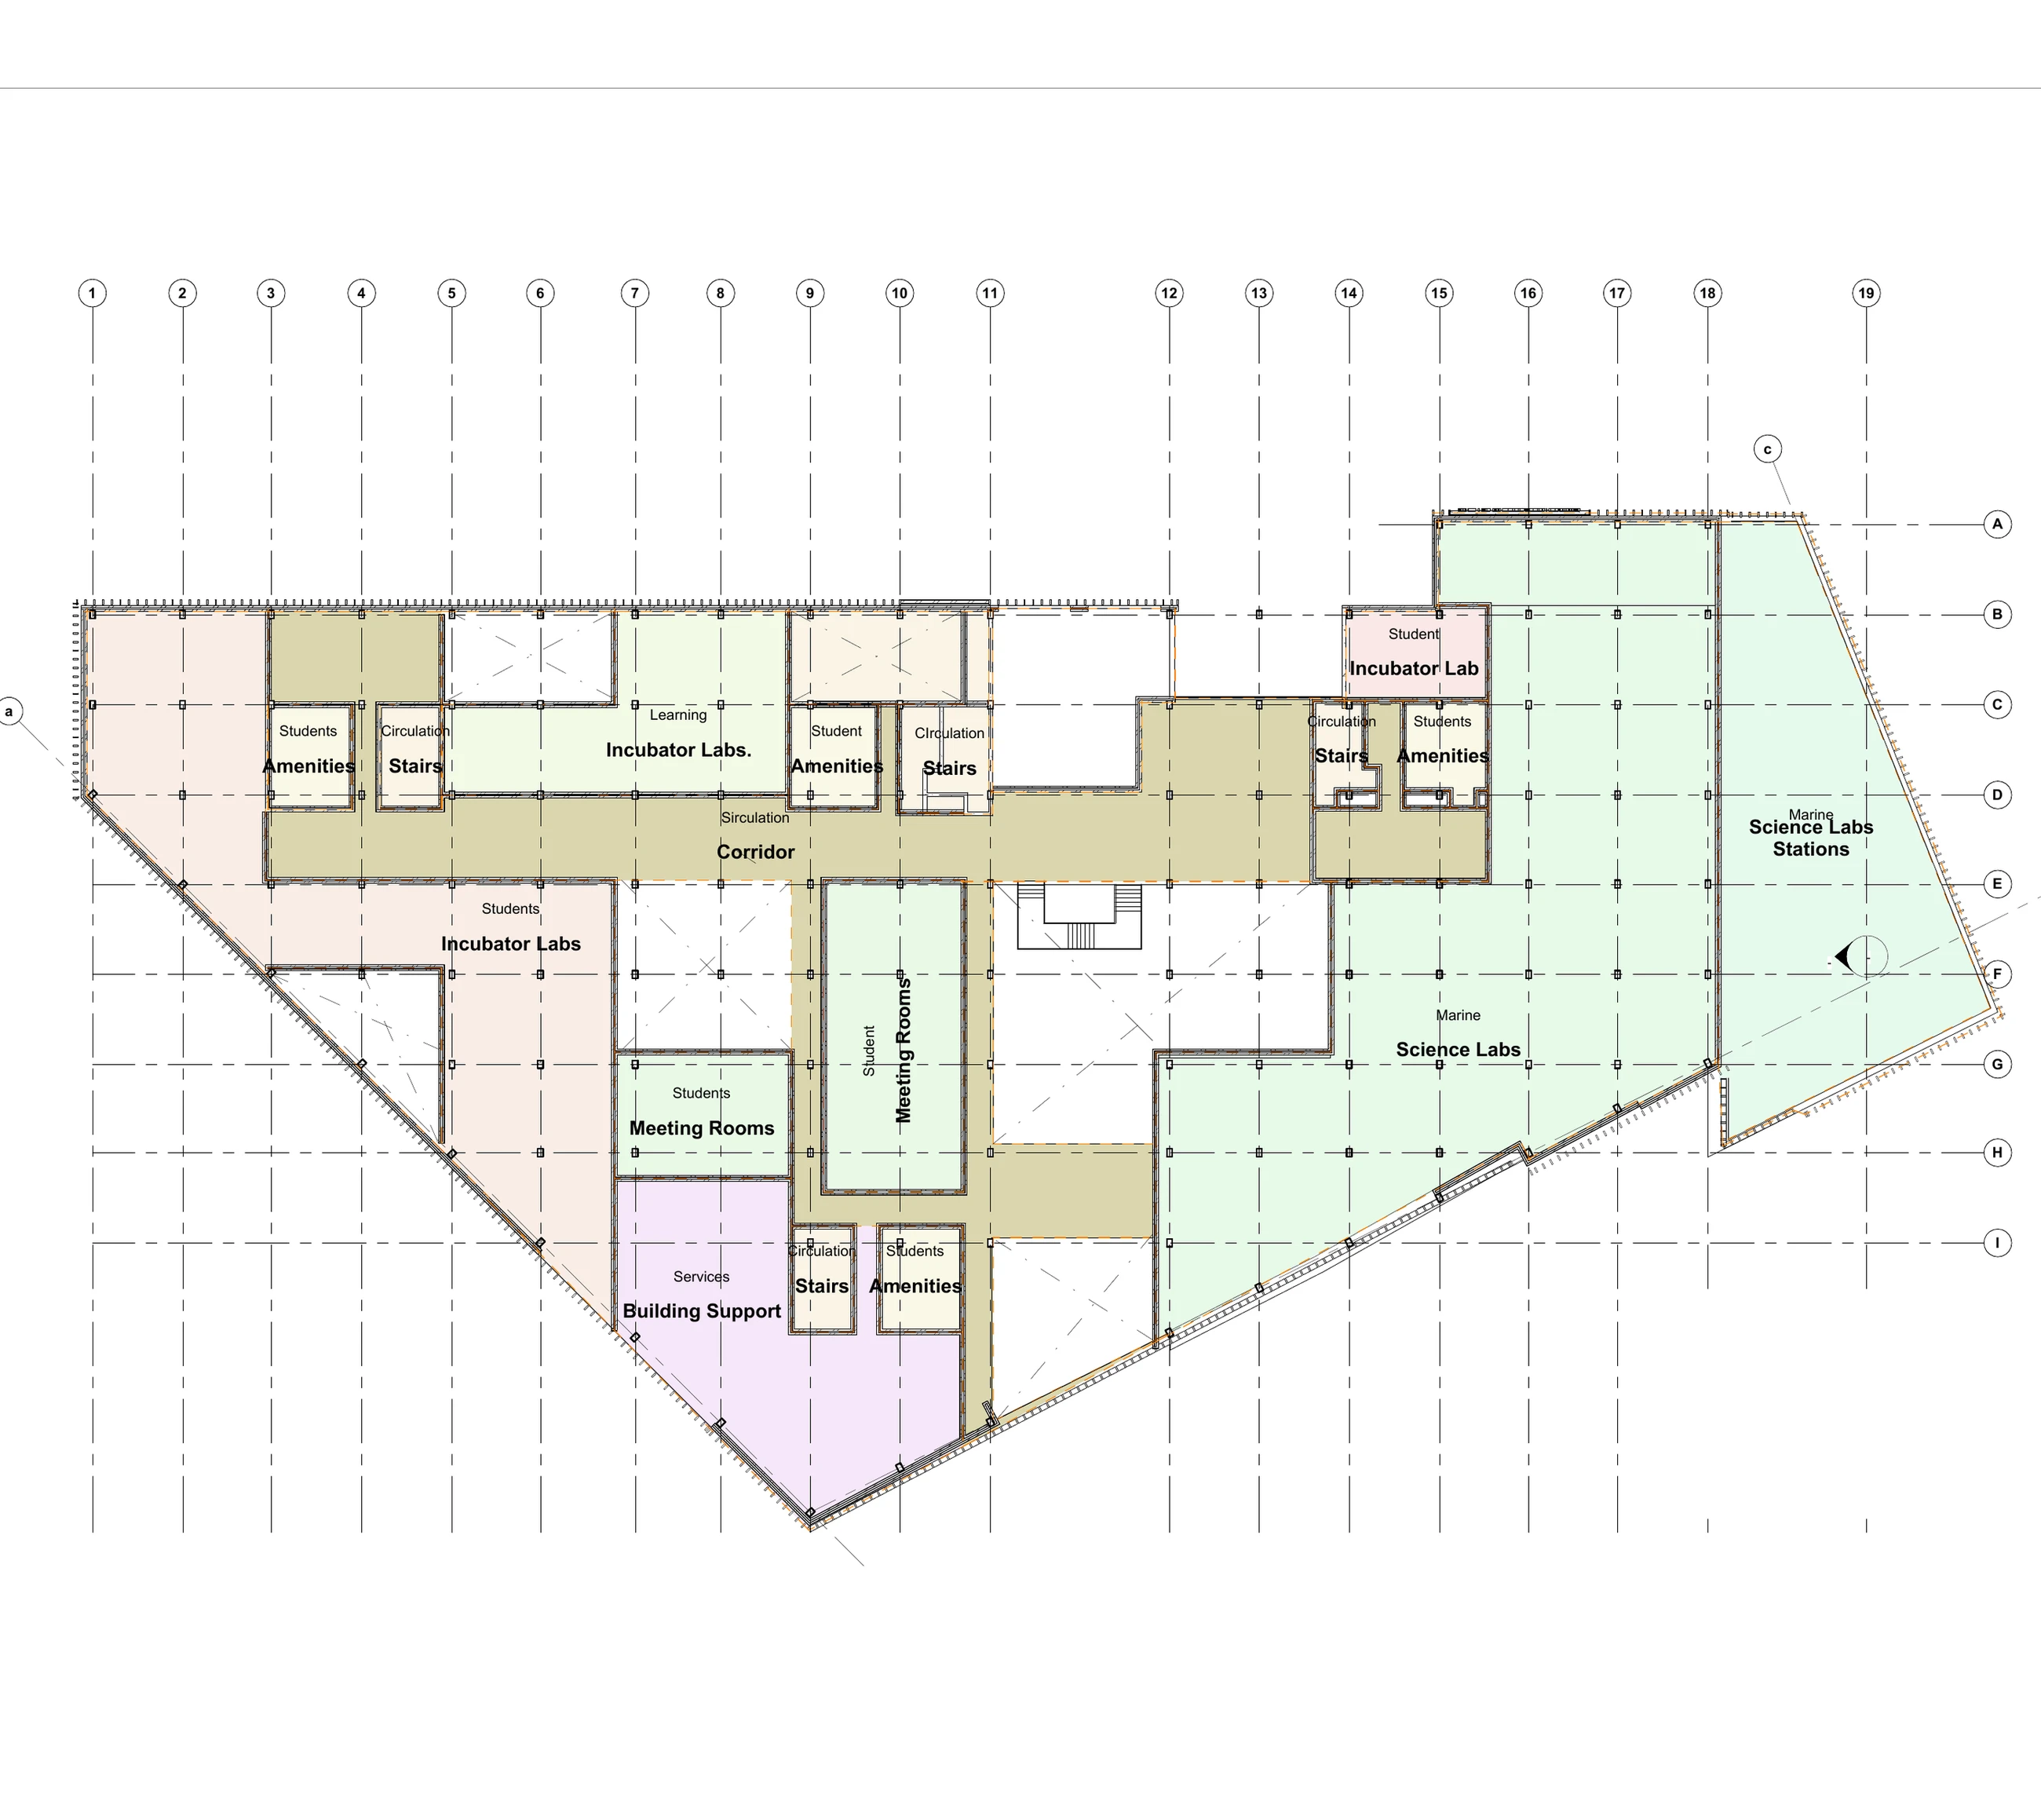 1 2 3 4 5 6 7 8 9 10 11 12 13 14 15 16 17 18 19
c
A
B
Student
Incubator Lab
a
C
Learning
Incubator Labs.
Students
Amenities
Circulation
Stairs
Student
Amenities
CIrculation
Stairs
Circulation
Stairs
Students
Amenities
D
Sirculation
Corridor
Marine
Science Labs
Stations
E
Students
Incubator Labs
F
Student
Meeting Rooms
Marine
Science Labs
G
Students
Meeting Rooms
H
I
Services
Building Support
Circulation
Stairs
Students
Amenities